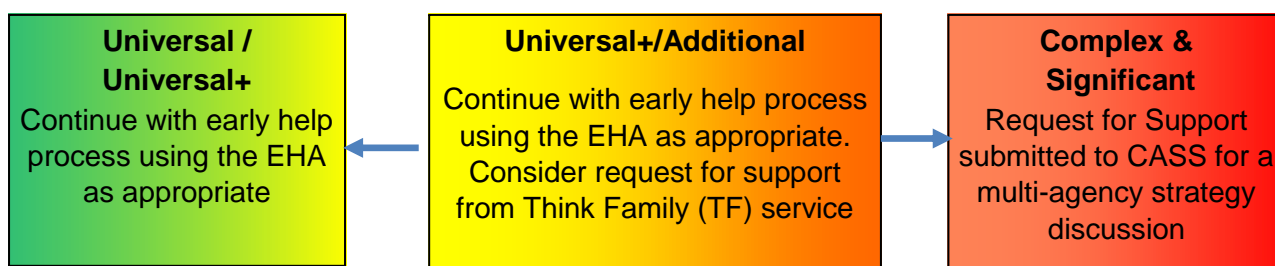 Universal /
Universal+
Continue with early help
process using the EHA
as appropriate
Universal+/Additional
Continue with early help process
using the EHA as appropriate.
Consider request for support
from Think Family (TF) service
Complex &
Significant
Request for Support
submitted to CASS for a
multi-agency strategy
discussion